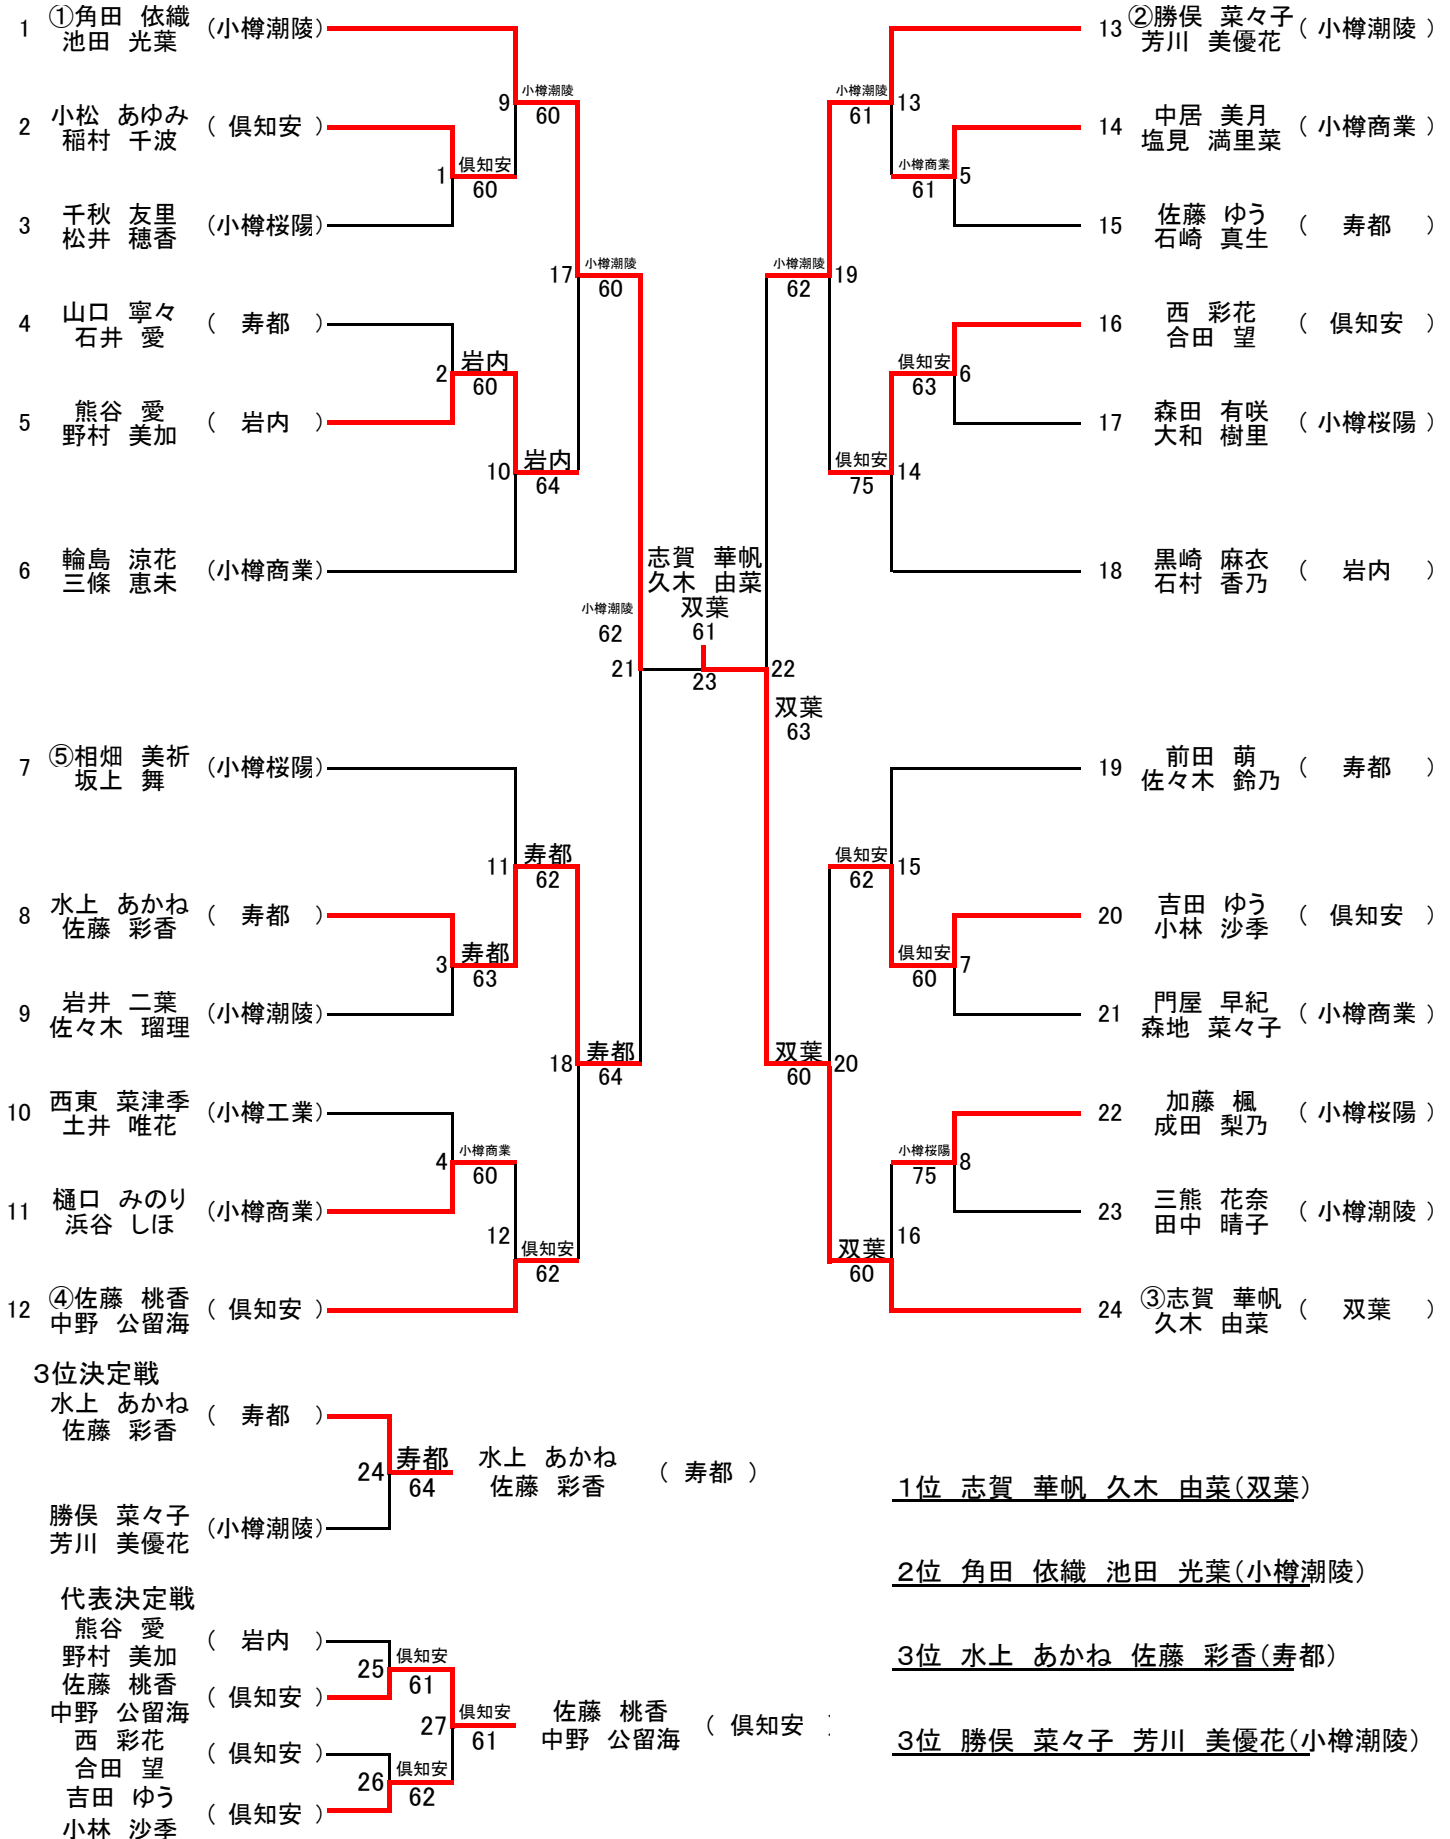 1 ①角田 依織 池田 光葉 (小樽潮陵)
2 小松 あゆみ 稲村 千波 ( 倶知安 )
3 千秋 友里 松井 穂香 (小樽桜陽)
4 山口 寧々 石井 愛 ( 寿都 )
5 熊谷 愛 野村 美加 ( 岩内 )
6 輪島 涼花 三條 恵未 (小樽商業)
7 ⑤相畑 美祈 坂上 舞 (小樽桜陽)
8 水上 あかね 佐藤 彩香 ( 寿都 )
9 岩井 二葉 佐々木 瑠理 (小樽潮陵)
10 西東 菜津季 土井 唯花 (小樽工業)
11 樋口 みのり 浜谷 しほ (小樽商業)
12 ④佐藤 桃香 中野 公留海 ( 倶知安 )
1 倶知安 60
2 岩内 60
3 寿都 63
4 小樽商業 60
9 小樽潮陵 60
10 岩内 64
11 寿都 62
12 倶知安 62
17 小樽潮陵 60
18 寿都 64
小樽潮陵 62
21
志賀 華帆
久木 由菜
双葉
61
23
22
双葉
63
小樽潮陵 62 19
双葉 60 20
小樽潮陵 61 13
倶知安 75 14
倶知安 62 15
双葉 60 16
小樽商業 61 5
倶知安 63 6
倶知安 60 7
小樽桜陽 75 8
13 ②勝俣 菜々子 芳川 美優花 ( 小樽潮陵 )
14 中居 美月 塩見 満里菜 ( 小樽商業 )
15 佐藤 ゆう 石崎 真生 ( 寿都 )
16 西 彩花 合田 望 ( 倶知安 )
17 森田 有咲 大和 樹里 ( 小樽桜陽 )
18 黒崎 麻衣 石村 香乃 ( 岩内 )
19 前田 萌 佐々木 鈴乃 ( 寿都 )
20 吉田 ゆう 小林 沙季 ( 倶知安 )
21 門屋 早紀 森地 菜々子 ( 小樽商業 )
22 加藤 楓 成田 梨乃 ( 小樽桜陽 )
23 三熊 花奈 田中 晴子 ( 小樽潮陵 )
24 ③志賀 華帆 久木 由菜 ( 双葉 )
3位決定戦
水上 あかね 佐藤 彩香 ( 寿都 )
勝俣 菜々子 芳川 美優花 (小樽潮陵)
24 寿都 64
水上 あかね 佐藤 彩香 ( 寿都 )
代表決定戦
熊谷 愛 野村 美加 ( 岩内 )
佐藤 桃香 中野 公留海 ( 倶知安 )
西 彩花 合田 望 ( 倶知安 )
吉田 ゆう 小林 沙季 ( 倶知安 )
25 倶知安 61
26 倶知安 62
27 倶知安 61
佐藤 桃香 中野 公留海 ( 倶知安
1位 志賀 華帆 久木 由菜(双葉)
2位 角田 依織 池田 光葉(小樽潮陵)
3位 水上 あかね 佐藤 彩香(寿都)
3位 勝俣 菜々子 芳川 美優花(小樽潮陵)